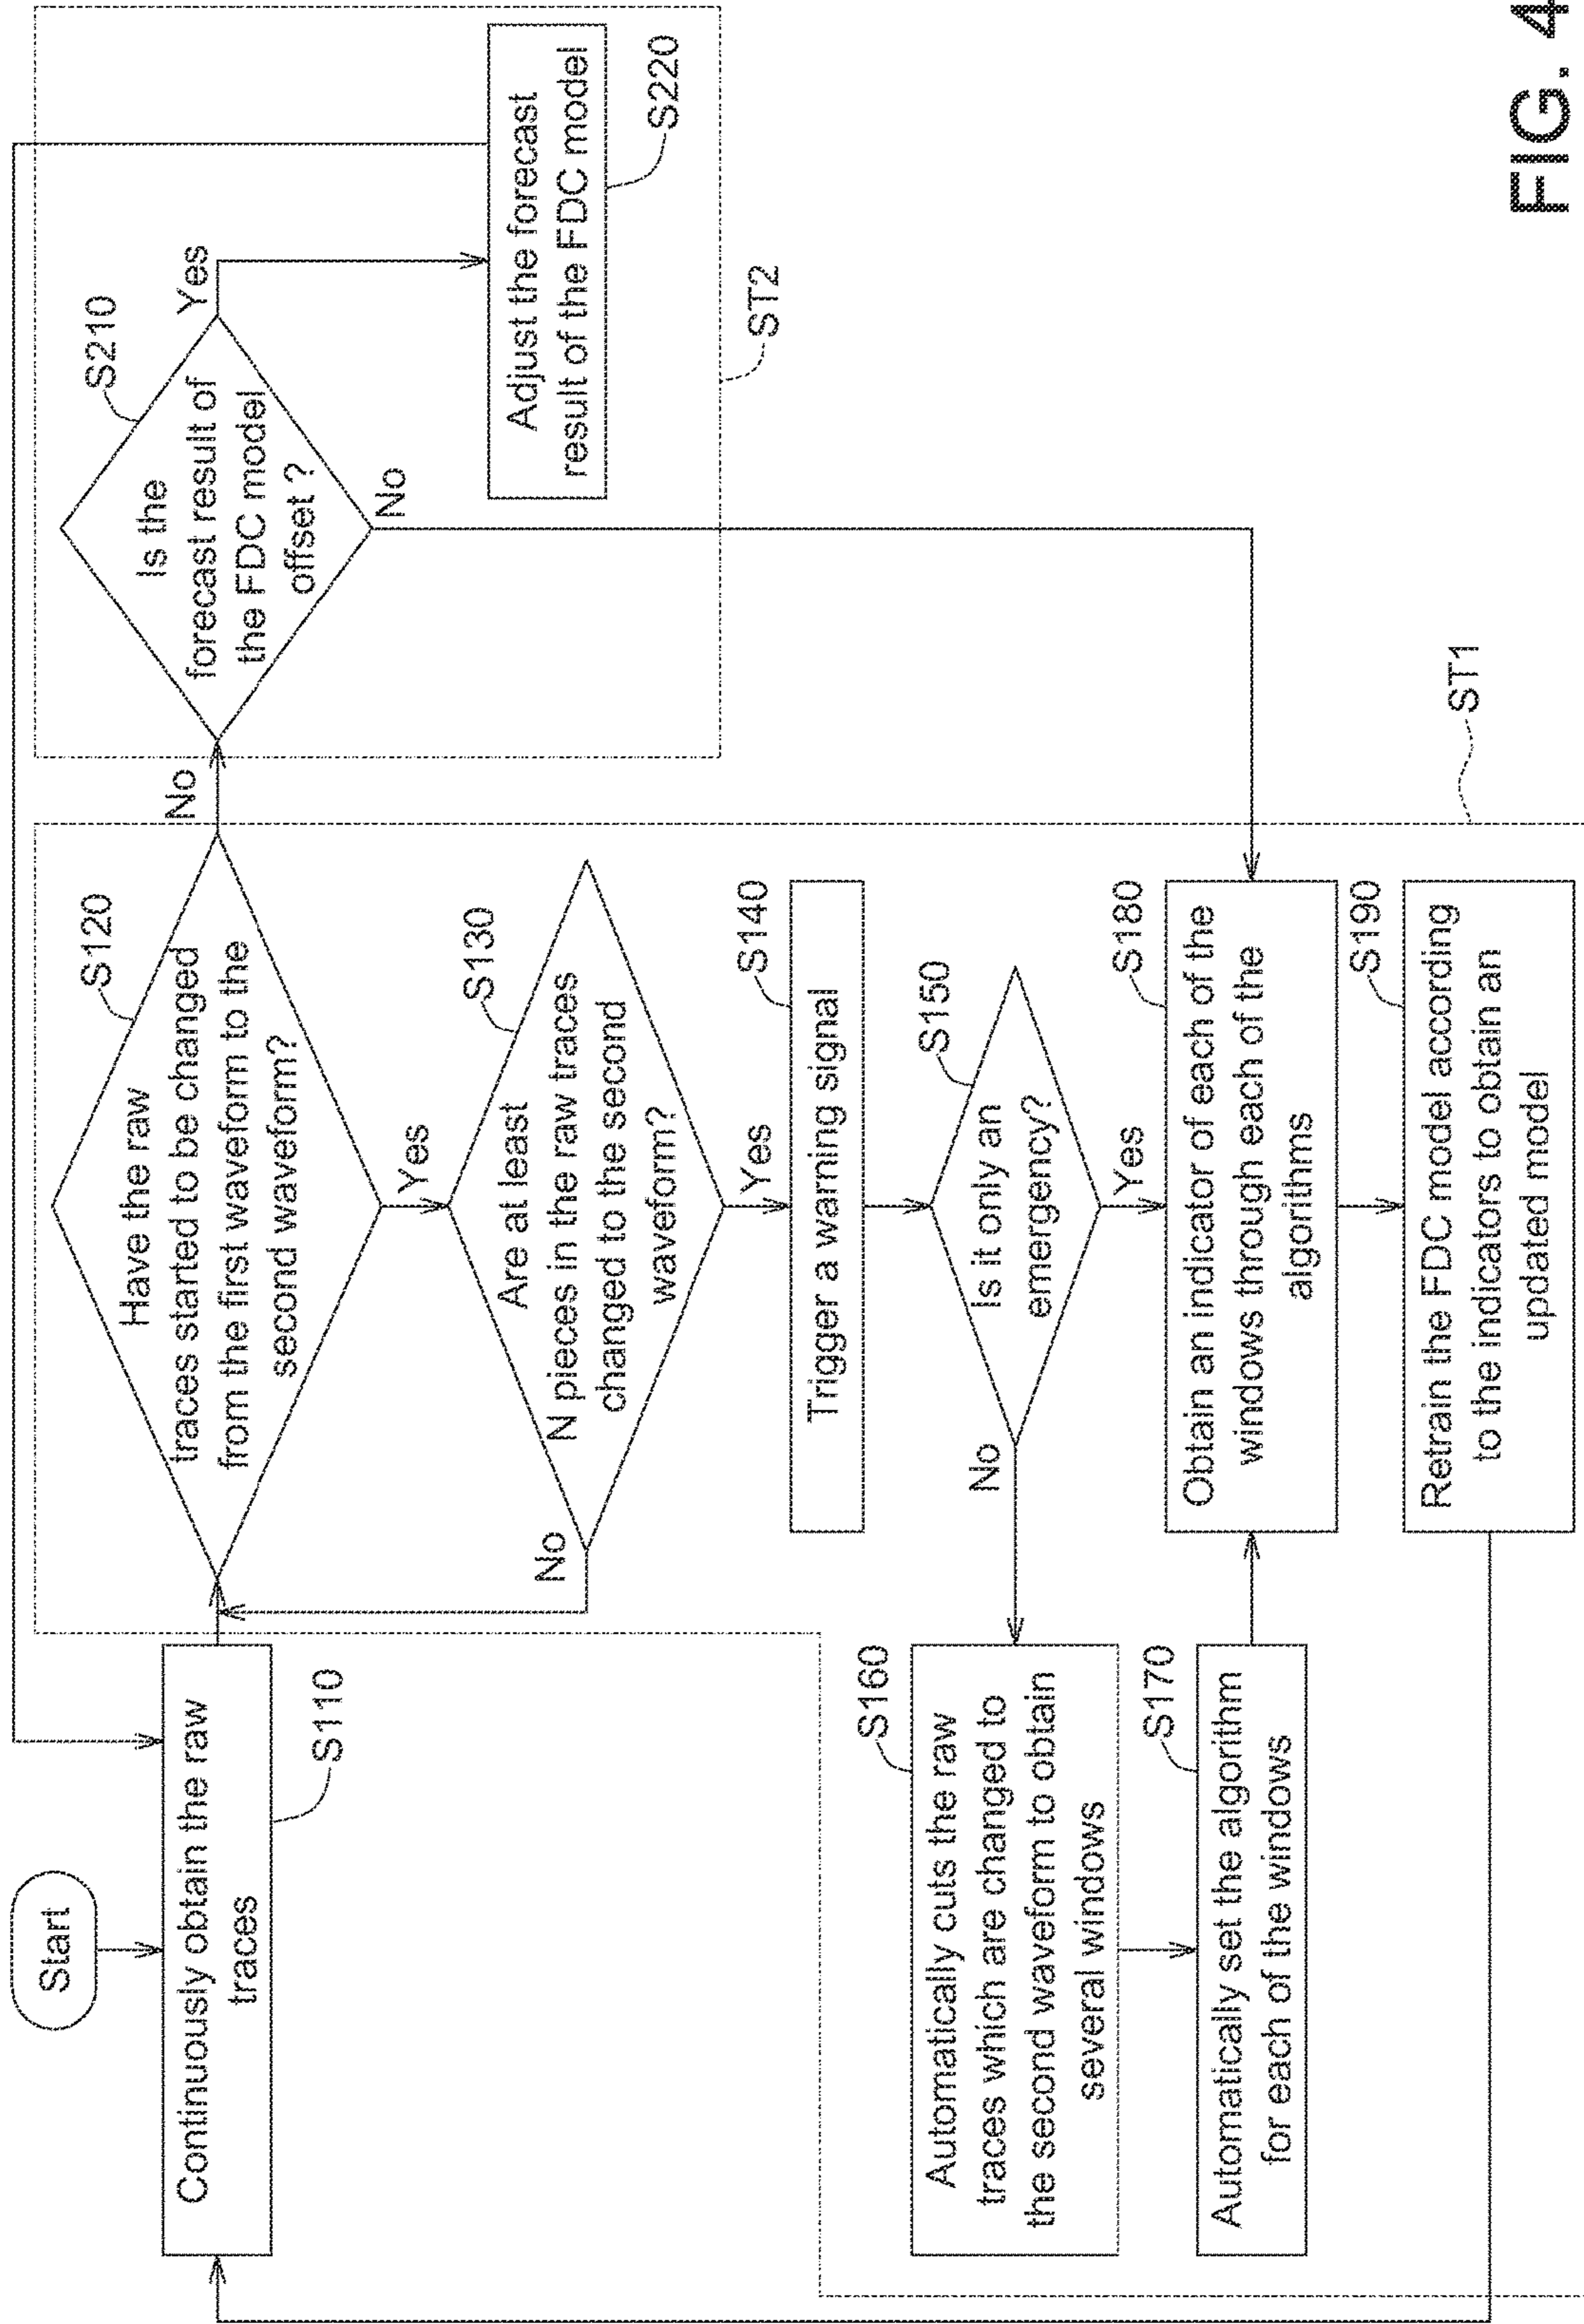 Start
Continuously obtain the raw
traces
S110
Have the raw
traces started to be changed
from the first waveform to the
second waveform?
S120
No
Yes
Is the
forecast result of
the FDC model
offset ?
S210
Yes
No
Adjust the forecast
result of the FDC model
S220
ST2
Are at least
N pieces in the raw traces
changed to the second
waveform?
S130
No
Yes
Trigger a warning signal
S140
Is it only an
emergency?
S150
No
Yes
Automatically cuts the raw
traces which are changed to
the second waveform to obtain
several windows
S160
Automatically set the algorithm
for each of the windows
S170
Obtain an indicator of each of the
windows through each of the
algorithms
S180
Retrain the FDC model according
to the indicators to obtain an
updated model
S190
ST1
FIG. 4